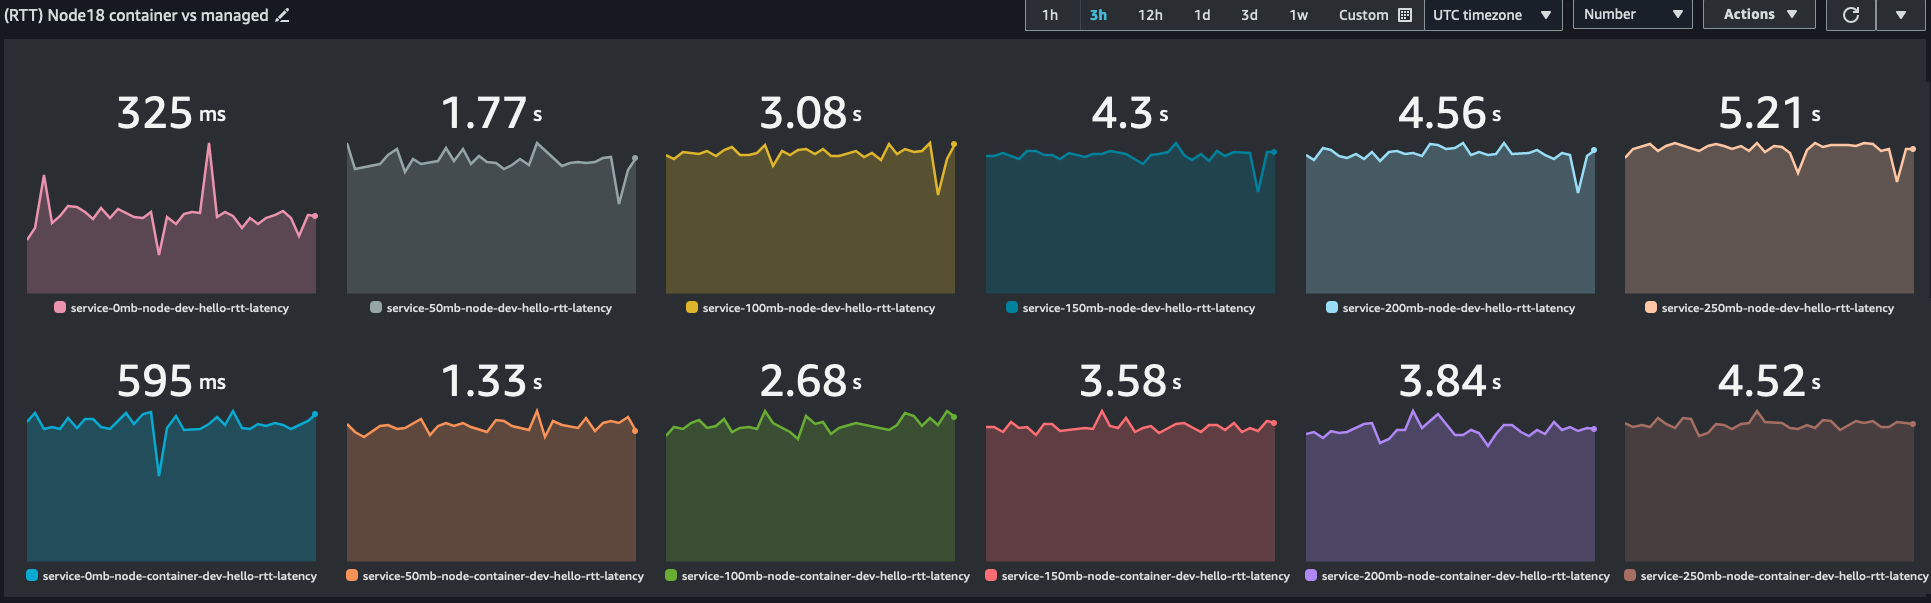 (RTT) Node18 container vs managed
1h 3h 12h 1d 3d 1w Custom UTC timezone Number Actions
325 ms 1.77 s 3.08 s 4.3 s 4.56 s 5.21 s
service-0mb-node-dev-hello-rtt-latency service-50mb-node-dev-hello-rtt-latency service-100mb-node-dev-hello-rtt-latency service-150mb-node-dev-hello-rtt-latency service-200mb-node-dev-hello-rtt-latency service-250mb-node-dev-hello-rtt-latency
595 ms 1.33 s 2.68 s 3.58 s 3.84 s 4.52 s
service-0mb-node-container-dev-hello-rtt-latency service-50mb-node-container-dev-hello-rtt-latency service-100mb-node-container-dev-hello-rtt-latency service-150mb-node-container-dev-hello-rtt-latency service-200mb-node-container-dev-hello-rtt-latency service-250mb-node-container-dev-hello-rtt-latency